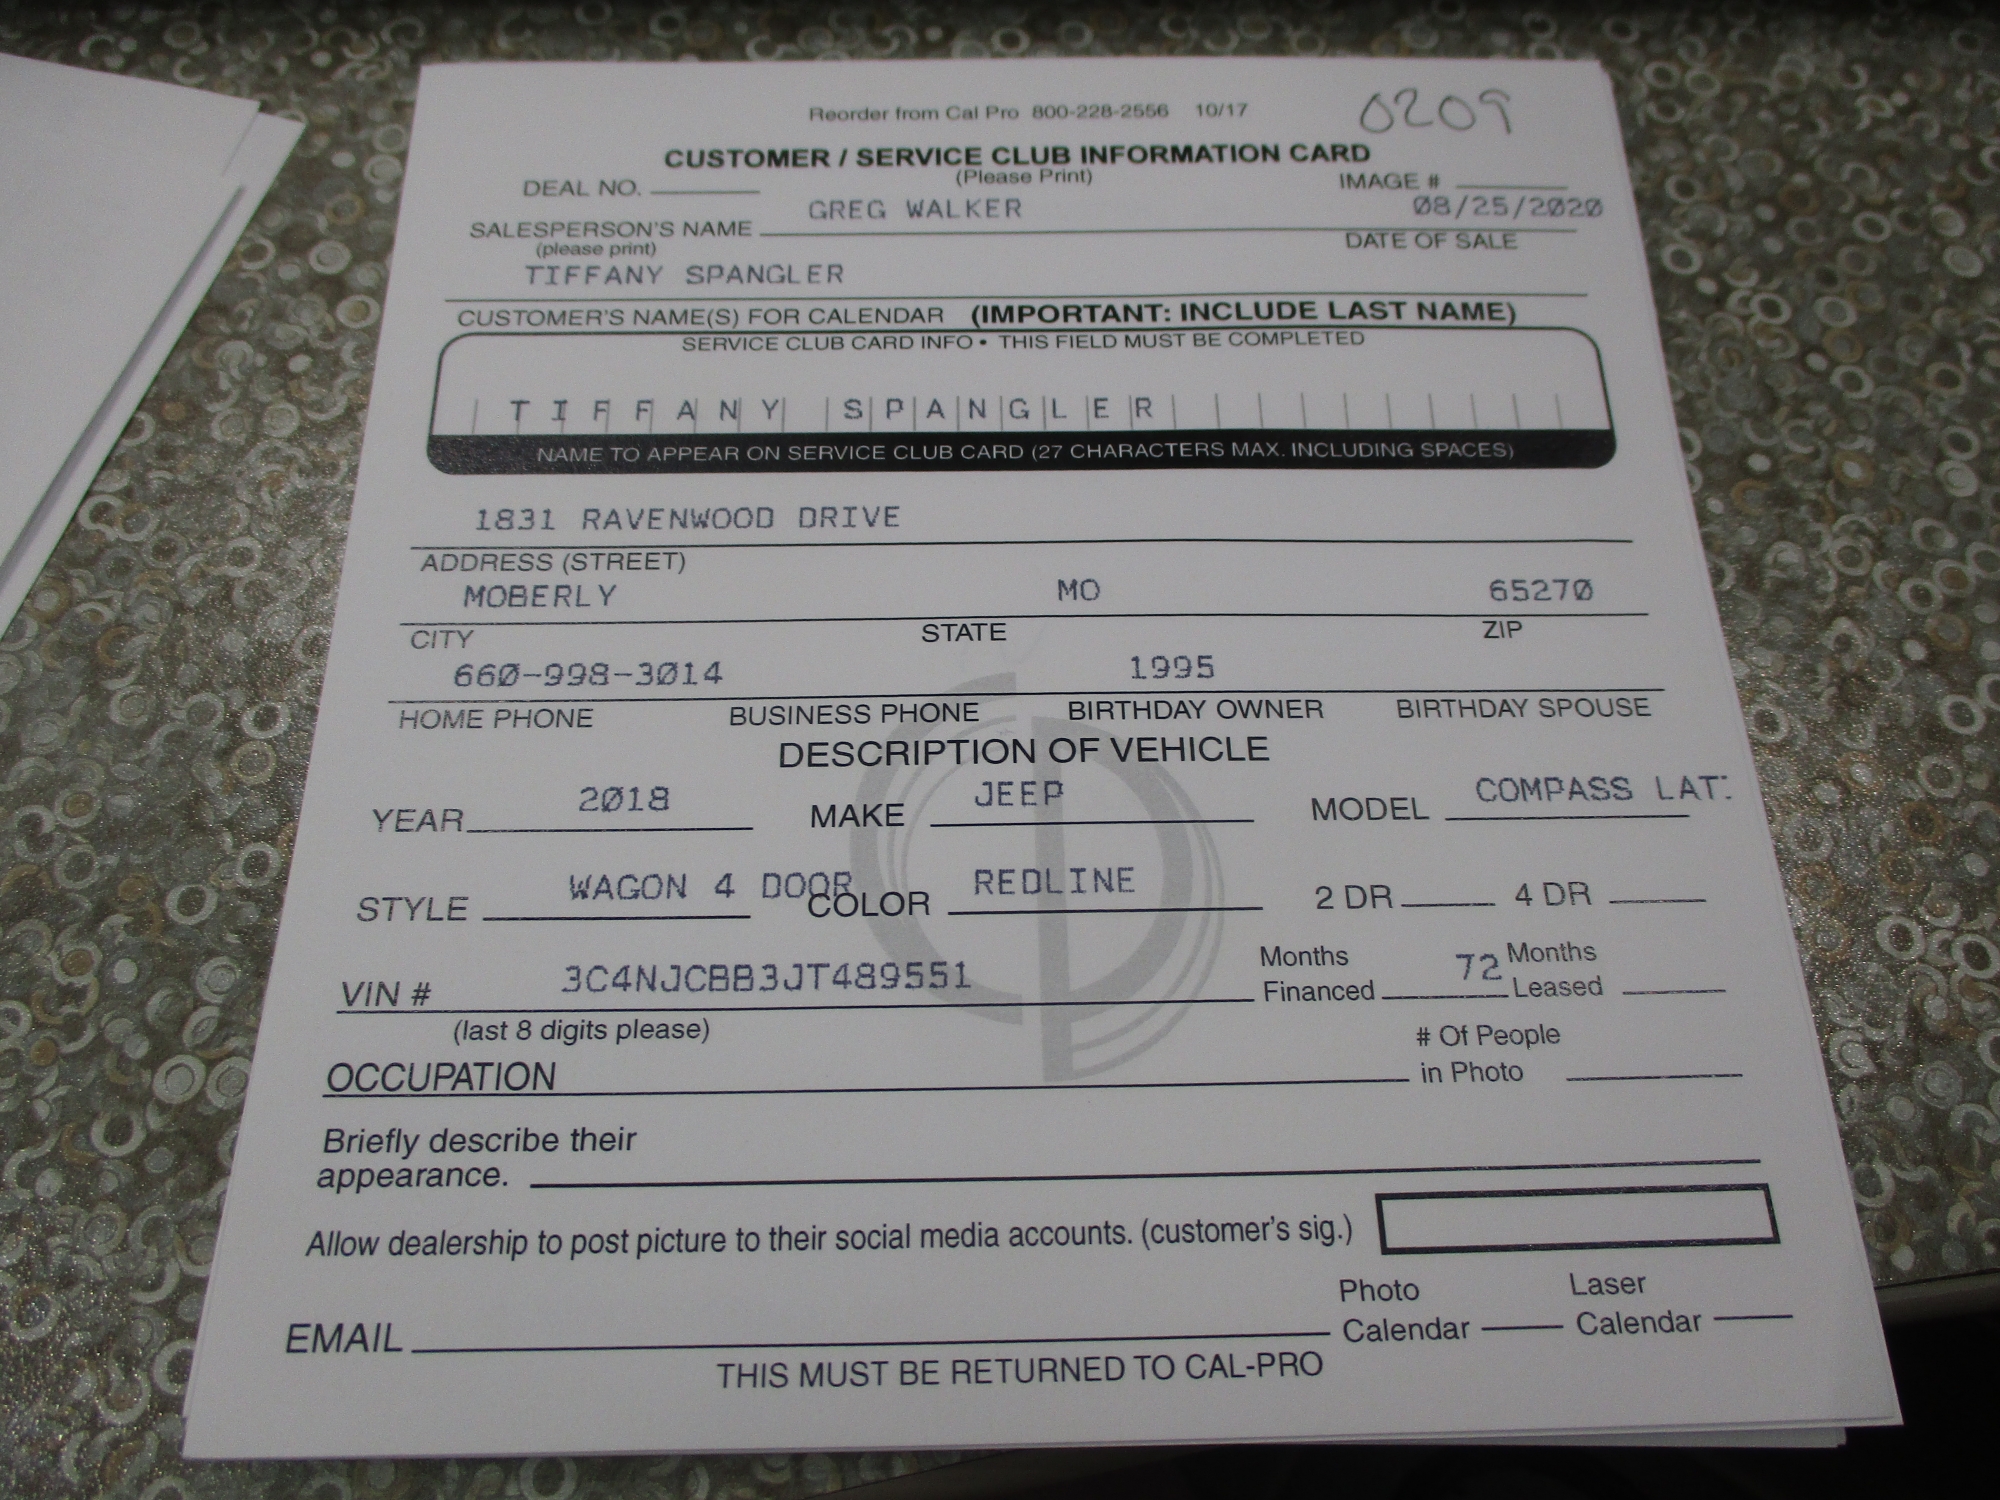 Reorder from Cal Pro 800-228-2556 10/17 0209
CUSTOMER / SERVICE CLUB INFORMATION CARD
(Please Print)
DEAL NO. IMAGE #
GREG WALKER 08/25/2020
SALESPERSON'S NAME DATE OF SALE
(please print)
TIFFANY SPANGLER
CUSTOMER'S NAME(S) FOR CALENDAR (IMPORTANT: INCLUDE LAST NAME)
SERVICE CLUB CARD INFO • THIS FIELD MUST BE COMPLETED
TIFFANY SPANGLER
NAME TO APPEAR ON SERVICE CLUB CARD (27 CHARACTERS MAX. INCLUDING SPACES)
1831 RAVENWOOD DRIVE
ADDRESS (STREET)
MOBERLY MO 65270
CITY STATE ZIP
660-998-3014 1995
HOME PHONE BUSINESS PHONE BIRTHDAY OWNER BIRTHDAY SPOUSE
DESCRIPTION OF VEHICLE
YEAR 2018 MAKE JEEP MODEL COMPASS LAT
STYLE WAGON 4 DOOR COLOR REDLINE 2 DR 4 DR
VIN # 3C4NJCBB3JT489551 Months Financed 72 Months Leased
(last 8 digits please)
OCCUPATION # Of People in Photo
Briefly describe their
appearance.
Allow dealership to post picture to their social media accounts. (customer's sig.)
EMAIL Photo Calendar Laser Calendar
THIS MUST BE RETURNED TO CAL-PRO